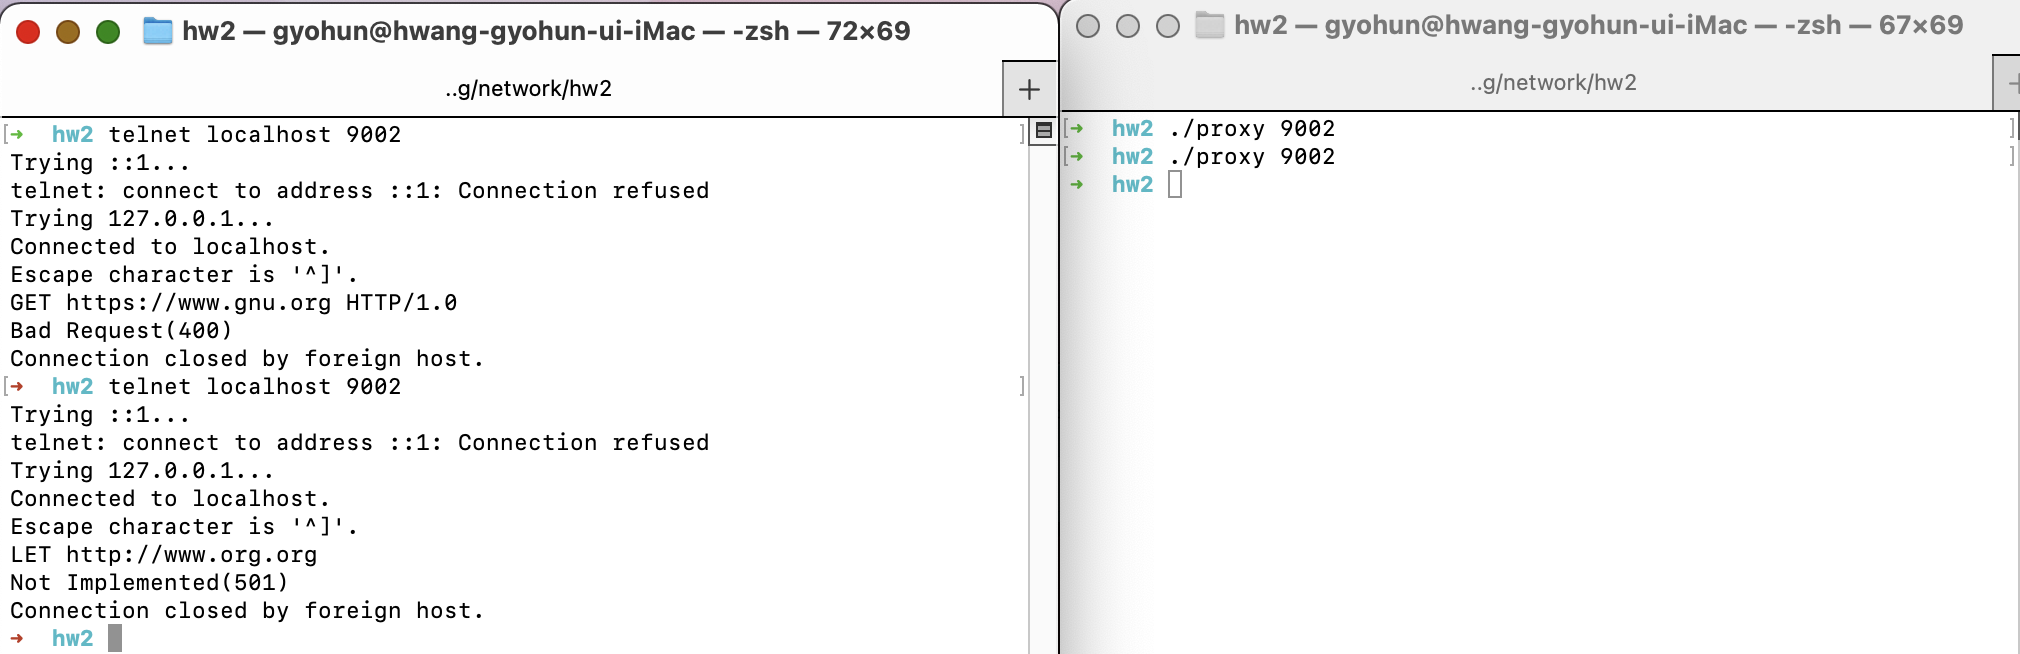 hw2 — gyohun@hwang-gyohun-ui-iMac — -zsh — 72×69
..g/network/hw2
+
[➜ hw2 telnet localhost 9002 ]
Trying ::1...
telnet: connect to address ::1: Connection refused
Trying 127.0.0.1...
Connected to localhost.
Escape character is '^]'.
GET https://www.gnu.org HTTP/1.0
Bad Request(400)
Connection closed by foreign host.
[➜ hw2 telnet localhost 9002 ]
Trying ::1...
telnet: connect to address ::1: Connection refused
Trying 127.0.0.1...
Connected to localhost.
Escape character is '^]'.
LET http://www.org.org
Not Implemented(501)
Connection closed by foreign host.
➜ hw2
hw2 — gyohun@hwang-gyohun-ui-iMac — -zsh — 67×69
..g/network/hw2
+
[➜ hw2 ./proxy 9002 ]
[➜ hw2 ./proxy 9002 ]
➜ hw2